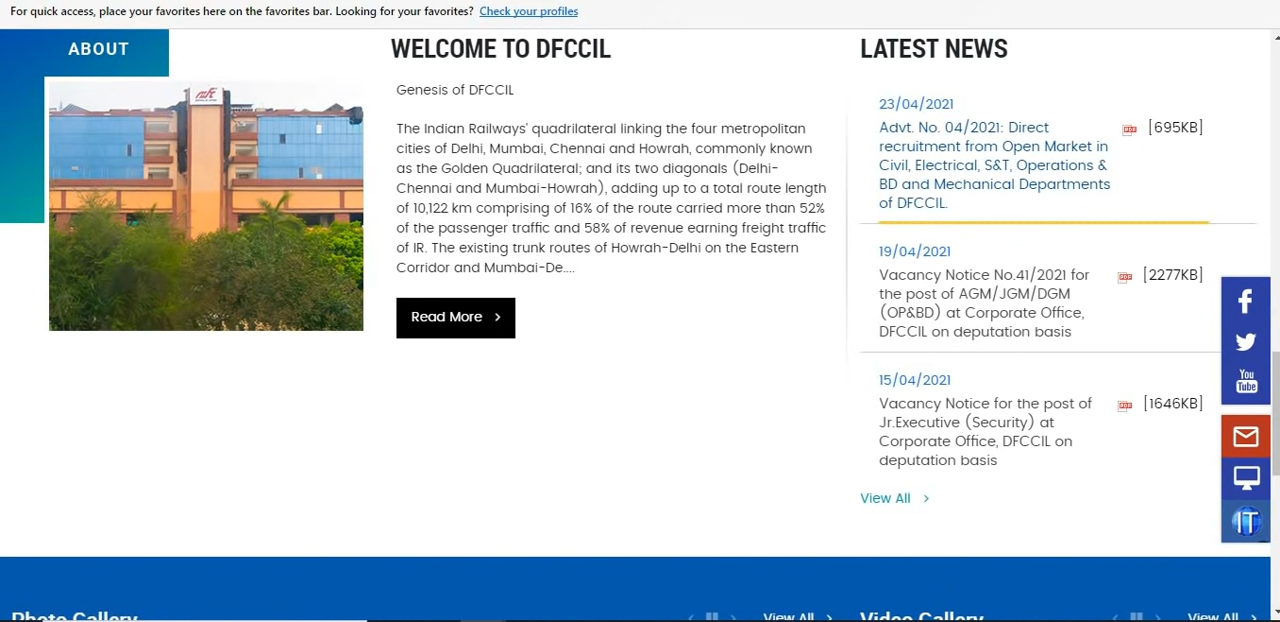 For quick access, place your favorites here on the favorites bar. Looking for your favorites? Check your profiles
ABOUT
WELCOME TO DFCCIL
Genesis of DFCCIL
The Indian Railways' quadrilateral linking the four metropolitan
cities of Delhi, Mumbai, Chennai and Howrah, commonly known
as the Golden Quadrilateral; and its two diagonals (Delhi-
Chennai and Mumbai-Howrah), adding up to a total route length
of 10,122 km comprising of 16% of the route carried more than 52%
of the passenger traffic and 58% of revenue earning freight traffic
of IR. The existing trunk routes of Howrah-Delhi on the Eastern
Corridor and Mumbai-De....
Read More
LATEST NEWS
23/04/2021
Advt. No. 04/2021: Direct
recruitment from Open Market in
Civil, Electrical, S&T, Operations &
BD and Mechanical Departments
of DFCCIL.
[695KB]
19/04/2021
Vacancy Notice No.41/2021 for
the post of AGM/JGM/DGM
(OP&BD) at Corporate Office,
DFCCIL on deputation basis
[2277KB]
15/04/2021
Vacancy Notice for the post of
Jr.Executive (Security) at
Corporate Office, DFCCIL on
deputation basis
[1646KB]
View All
You
Tube
IT
Photo Gallery
View All
Video Gallery
View All